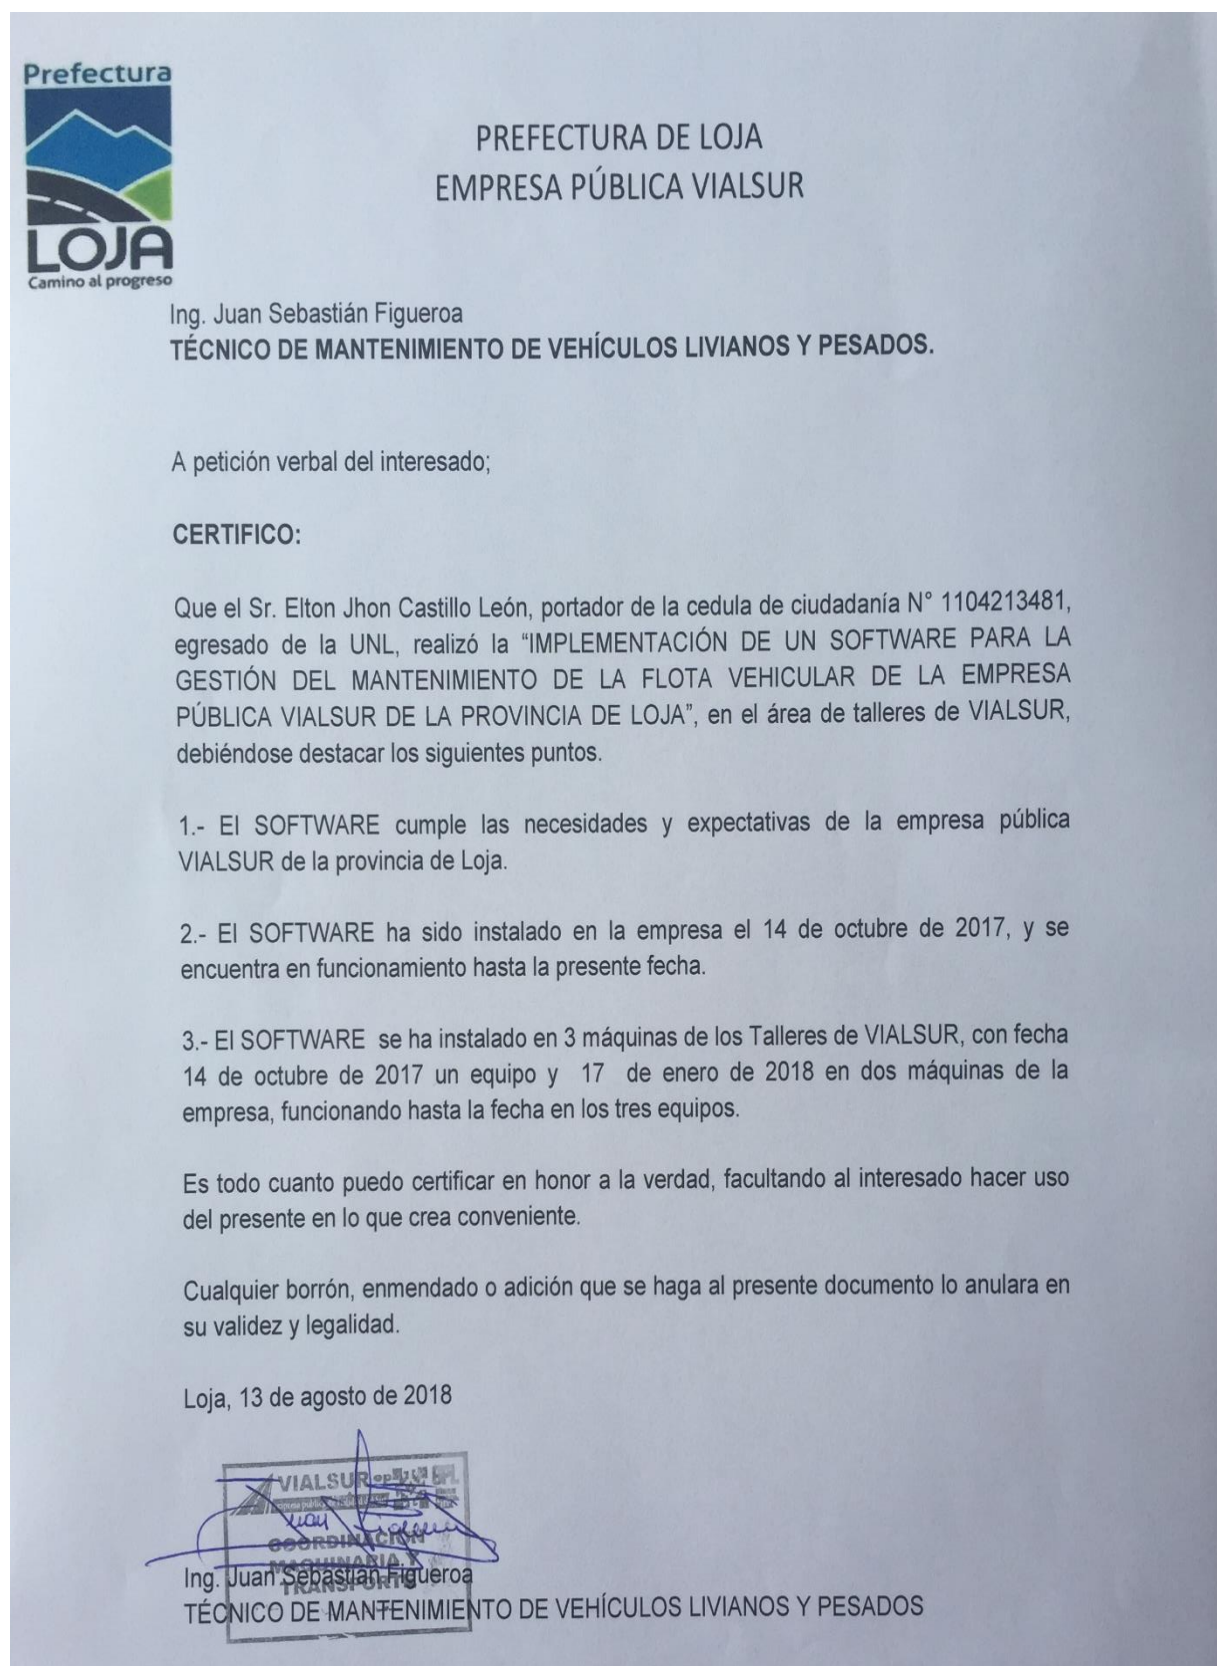 Prefectura
LOJA
Camino al progreso
PREFECTURA DE LOJA
EMPRESA PÚBLICA VIALSUR
Ing. Juan Sebastián Figueroa
TÉCNICO DE MANTENIMIENTO DE VEHÍCULOS LIVIANOS Y PESADOS.
A petición verbal del interesado;
CERTIFICO:
Que el Sr. Elton Jhon Castillo León, portador de la cedula de ciudadanía N° 1104213481,
egresado de la UNL, realizó la “IMPLEMENTACIÓN DE UN SOFTWARE PARA LA
GESTIÓN DEL MANTENIMIENTO DE LA FLOTA VEHICULAR DE LA EMPRESA
PÚBLICA VIALSUR DE LA PROVINCIA DE LOJA”, en el área de talleres de VIALSUR,
debiéndose destacar los siguientes puntos.
1.- El SOFTWARE cumple las necesidades y expectativas de la empresa pública
VIALSUR de la provincia de Loja.
2.- El SOFTWARE ha sido instalado en la empresa el 14 de octubre de 2017, y se
encuentra en funcionamiento hasta la presente fecha.
3.- El SOFTWARE se ha instalado en 3 máquinas de los Talleres de VIALSUR, con fecha
14 de octubre de 2017 un equipo y 17 de enero de 2018 en dos máquinas de la
empresa, funcionando hasta la fecha en los tres equipos.
Es todo cuanto puedo certificar en honor a la verdad, facultando al interesado hacer uso
del presente en lo que crea conveniente.
Cualquier borrón, enmendado o adición que se haga al presente documento lo anulara en
su validez y legalidad.
Loja, 13 de agosto de 2018
VIALSUR ep
Juan Figueroa
COORDINACIÓN
MAQUINARIA Y
TRANSPORTE
Ing. Juan Sebastián Figueroa
TÉCNICO DE MANTENIMIENTO DE VEHÍCULOS LIVIANOS Y PESADOS